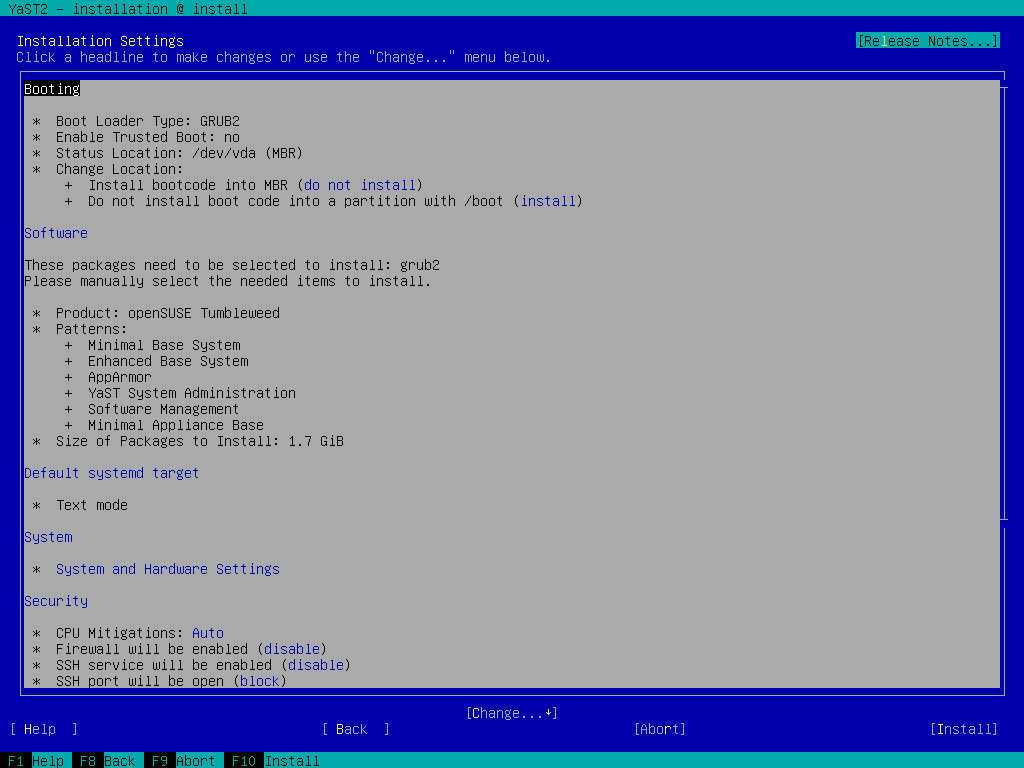 YaST2 - installation @ install
Installation Settings [Release Notes...]
Click a headline to make changes or use the "Change..." menu below.
Booting
* Boot Loader Type: GRUB2
* Enable Trusted Boot: no
* Status Location: /dev/vda (MBR)
* Change Location:
+ Install bootcode into MBR (do not install)
+ Do not install boot code into a partition with /boot (install)
Software
These packages need to be selected to install: grub2
Please manually select the needed items to install.
* Product: openSUSE Tumbleweed
* Patterns:
+ Minimal Base System
+ Enhanced Base System
+ AppArmor
+ YaST System Administration
+ Software Management
+ Minimal Appliance Base
* Size of Packages to Install: 1.7 GiB
Default systemd target
* Text mode
System
* System and Hardware Settings
Security
* CPU Mitigations: Auto
* Firewall will be enabled (disable)
* SSH service will be enabled (disable)
* SSH port will be open (block)
[Change...↓]
[ Help ] [ Back ] [Abort] [Install]
F1 Help F8 Back F9 Abort F10 Install